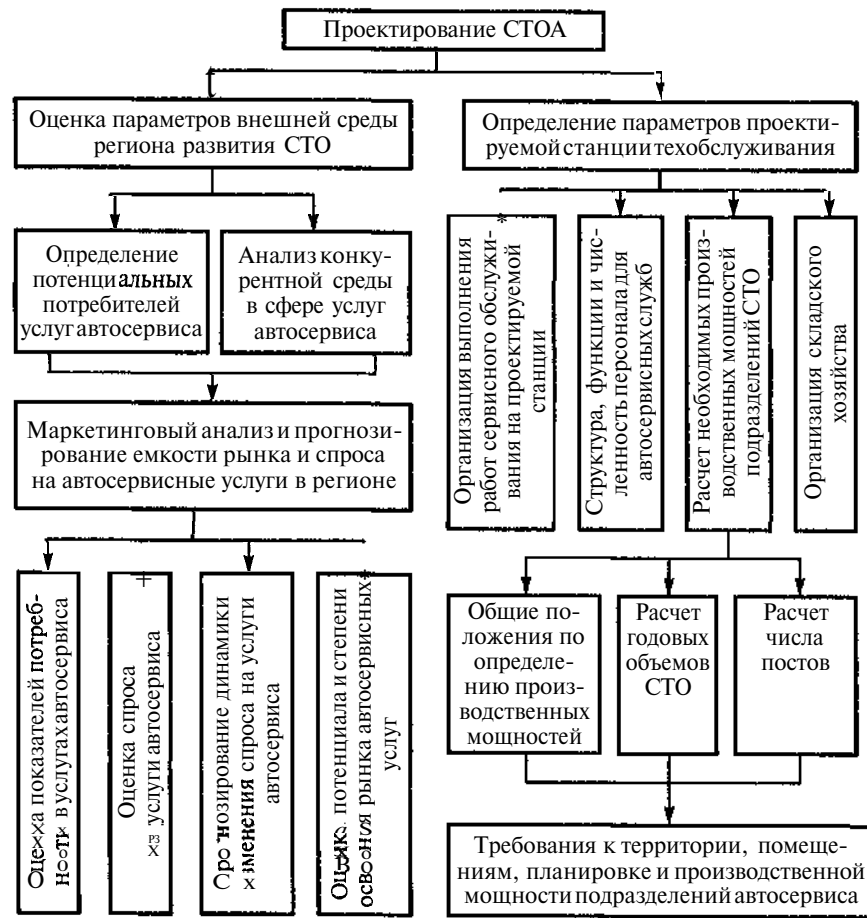 Проектирование СТОА
Оценка параметров внешней среды
региона развития СТО
Определение параметров проекти-
руемой станции техобслуживания
Определение
потенциальных
потребителей
услуг автосервиса
Анализ конку-
рентной среды
в сфере услуг
автосервиса
Организация выполнения
работ сервисного обслужи-
вания на проектируемой
станции
Структура, функции и чис-
ленность персонала для
автосервисных служб
Расчет необходимых произ-
водственных мощностей
подразделений СТО
Организация складского
хозяйства
Маркетинговый анализ и прогнози-
рование емкости рынка и спроса
на автосервисные услуги в регионе
показателей потреб-
в услугах автосервиса
Оценка спроса
услуги автосервиса
динамики
спроса на услуги
автосервиса
потенциала и степени
рынка автосервисных
услуг
Общие по-
ложения по
определе-
нию произ-
водственных
мощностей
Расчет
годовых
объемов
СТО
Расчет
числа
постов
Требования к территории, помеще-
ниям, планировке и производственной
мощности подразделений автосервиса